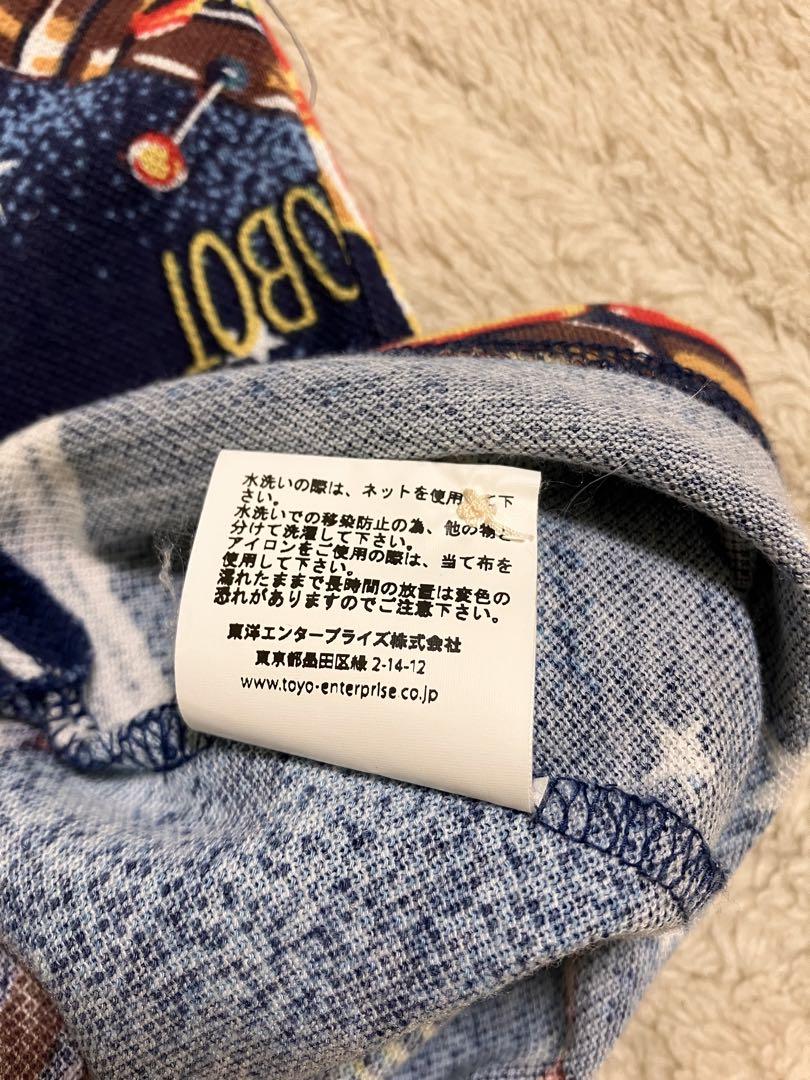 OBOT
水洗いの際は、ネットを使用して下
さい。
水洗いでの移染防止の為、他の物と
分けて洗濯して下さい。
アイロンをご使用の際は、当て布を
使用して下さい。
濡れたままで長時間の放置は変色の
恐れがありますのでご注意下さい。
東洋エンタープライズ株式会社
東京都墨田区緑 2-14-12
www.toyo-enterprise.co.jp